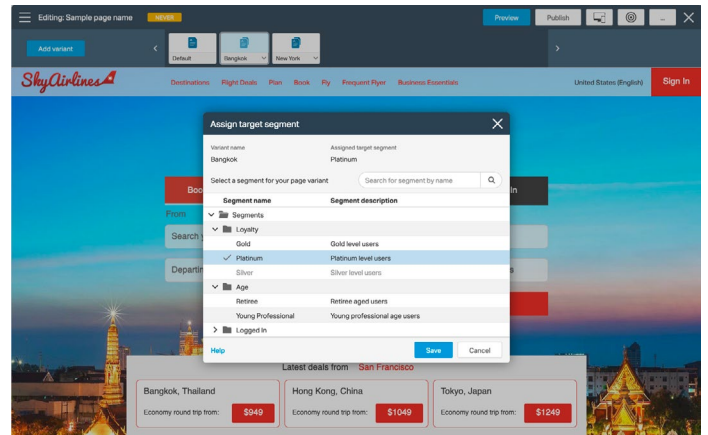 Editing: Sample page name
NEVER
Preview
Publish
...
Add variant
Default
Bangkok
New York
SkyAirlines
Destinations Flight Deals Plan Book Fly Frequent Flyer Business Essentials
United States (English)
Sign In
Assign target segment
Variant name Assigned target segment
Bangkok Platinum
Select a segment for your page variant
Search for segment by name
Boo
In
From
Search
Departin
s
Segment name Segment description
Segments
Loyalty
Gold Gold level users
Platinum Platinum level users
Silver Silver level users
Age
Retiree Retiree aged users
Young Professional Young professional age users
Logged In
Help
Save
Cancel
Latest deals from San Francisco
Bangkok, Thailand
Economy round trip from: $949
Hong Kong, China
Economy round trip from: $1049
Tokyo, Japan
Economy round trip from: $1249